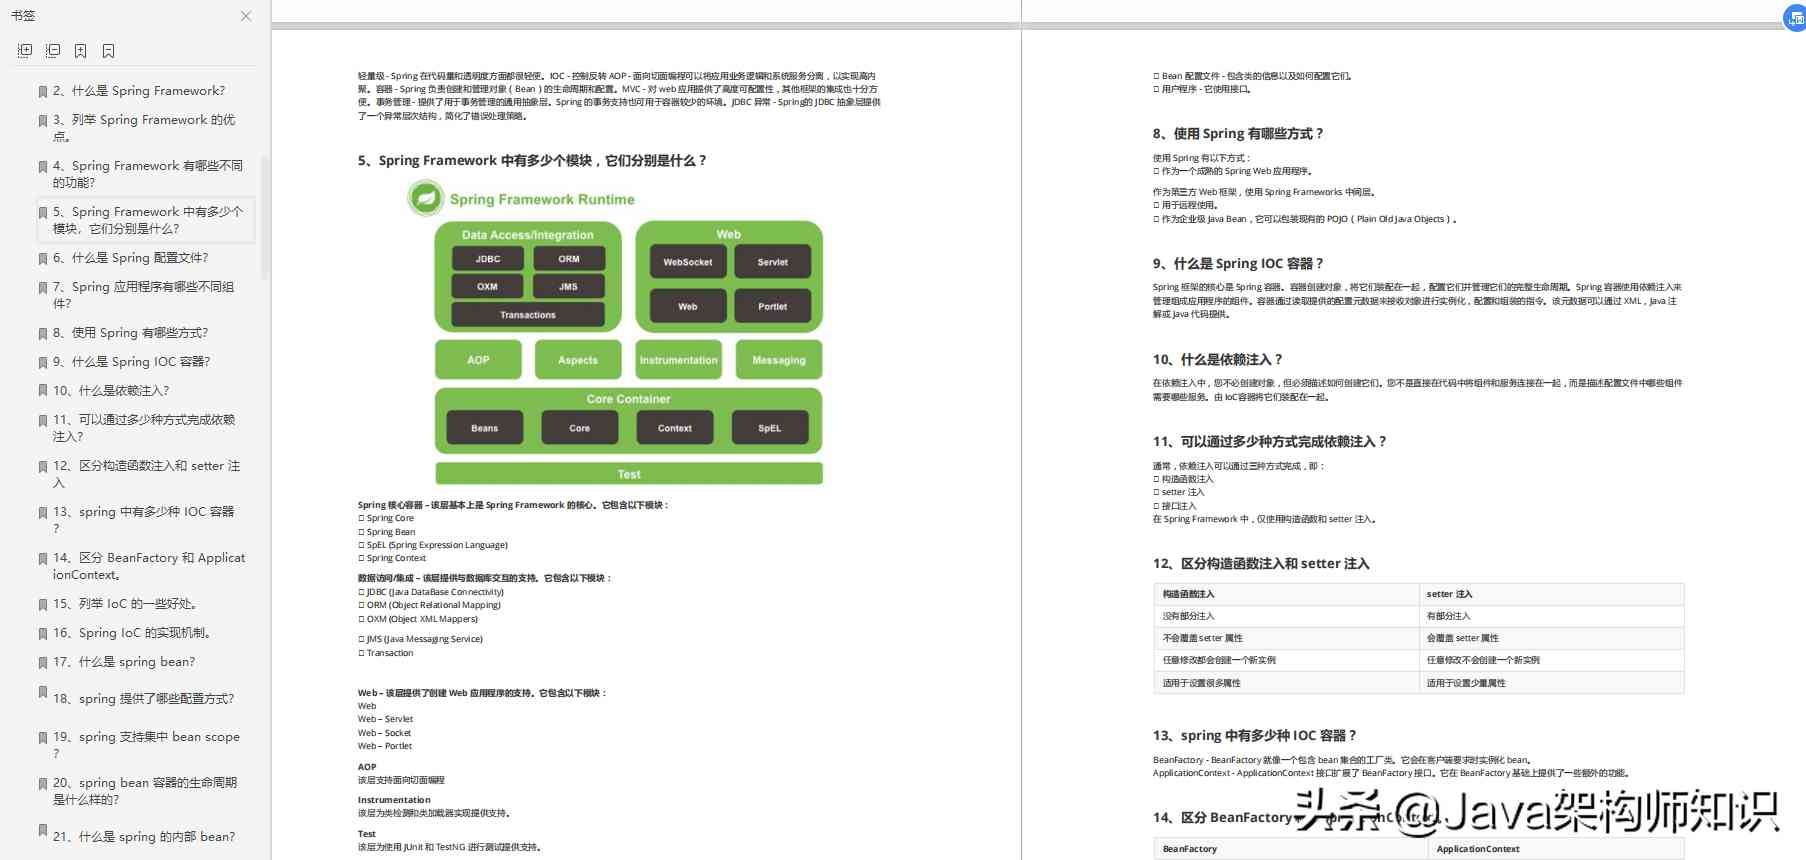 书签
2、什么是 Spring Framework?
3、列举 Spring Framework 的优
点。
4、Spring Framework 有哪些不同
的功能?
5、Spring Framework 中有多少个
模块，它们分别是什么?
6、什么是 Spring 配置文件?
7、Spring 应用程序有哪些不同组
件?
8、使用 Spring 有哪些方式?
9、什么是 Spring IOC 容器?
10、什么是依赖注入?
11、可以通过多少种方式完成依赖
注入?
12、区分构造函数注入和 setter 注
入
13、spring 中有多少种 IOC 容器
?
14、区分 BeanFactory 和 Applicat
ionContext。
15、列举 IoC 的一些好处。
16、Spring IoC 的实现机制。
17、什么是 spring bean?
18、spring 提供了哪些配置方式?
19、spring 支持集中 bean scope
?
20、spring bean 容器的生命周期
是什么样的?
21、什么是 spring 的内部 bean?
轻量级 - Spring 在代码量和透明度方面都很轻便。IOC - 控制反转 AOP - 面向切面编程可以将应用业务逻辑和系统服务分离，以实现高内
聚。容器 - Spring 负责创建和管理对象（Bean）的生命周期和配置。MVC - 对 web 应用提供了高度可配置性，其他框架的集成也十分方
便。事务管理 - 提供了用于事务管理的通用抽象层。Spring 的事务支持也可用于容器较少的环境。JDBC 异常 - Spring的 JDBC 抽象层提供
了一个异常层次结构，简化了错误处理策略。
5、Spring Framework 中有多少个模块，它们分别是什么？
Spring Framework Runtime
Data Access/Integration
JDBC ORM
OXM JMS
Transactions
Web
WebSocket Servlet
Web Portlet
AOP Aspects Instrumentation Messaging
Core Container
Beans Core Context SpEL
Test
Spring 核心容器 – 该层基本上是 Spring Framework 的核心。它包含以下模块：
Spring Core
Spring Bean
SpEL (Spring Expression Language)
Spring Context
数据访问/集成 – 该层提供与数据库交互的支持。它包含以下模块：
JDBC (Java DataBase Connectivity)
ORM (Object Relational Mapping)
OXM (Object XML Mappers)
JMS (Java Messaging Service)
Transaction
Web – 该层提供了创建 Web 应用程序的支持。它包含以下模块：
Web
Web – Servlet
Web – Socket
Web – Portlet
AOP
该层支持面向切面编程
Instrumentation
该层为类检测和类加载器实现提供支持。
Test
该层为使用 JUnit 和 TestNG 进行测试提供支持。
Bean 配置文件 - 包含类的信息以及如何配置它们。
用户程序 - 它使用接口。
8、使用 Spring 有哪些方式？
使用 Spring 有以下方式：
作为一个成熟的 Spring Web 应用程序。
作为第三方 Web 框架，使用 Spring Frameworks 中间层。
用于远程使用。
作为企业级 Java Bean，它可以包装现有的 POJO（Plain Old Java Objects）。
9、什么是 Spring IOC 容器？
Spring 框架的核心是 Spring 容器。容器创建对象，将它们装配在一起，配置它们并管理它们的完整生命周期。Spring 容器使用依赖注入来
管理组成应用程序的组件。容器通过读取提供的配置元数据来接收对象进行实例化，配置和组装的指令。该元数据可以通过 XML，Java 注
解或 Java 代码提供。
10、什么是依赖注入？
在依赖注入中，您不必创建对象，但必须描述如何创建它们。您不是直接在代码中将组件和服务连接在一起，而是描述配置文件中哪些组件
需要哪些服务。由 IoC容器将它们装配在一起。
11、可以通过多少种方式完成依赖注入？
通常，依赖注入可以通过三种方式完成，即：
构造函数注入
setter 注入
接口注入
在 Spring Framework 中，仅使用构造函数和 setter 注入。
12、区分构造函数注入和 setter 注入
构造函数注入 setter 注入
没有部分注入 有部分注入
不会覆盖 setter 属性 会覆盖 setter 属性
任意修改都会创建一个新实例 任意修改不会创建一个新实例
适用于设置很多属性 适用于设置少量属性
13、spring 中有多少种 IOC 容器？
BeanFactory - BeanFactory 就像一个包含 bean 集合的工厂类。它会在客户端要求时实例化 bean。
ApplicationContext - ApplicationContext 接口扩展了 BeanFactory 接口。它在 BeanFactory 基础上提供了一些额外的功能。
14、区分 BeanFactory
头条 @Java架构师知识
BeanFactory ApplicationContext